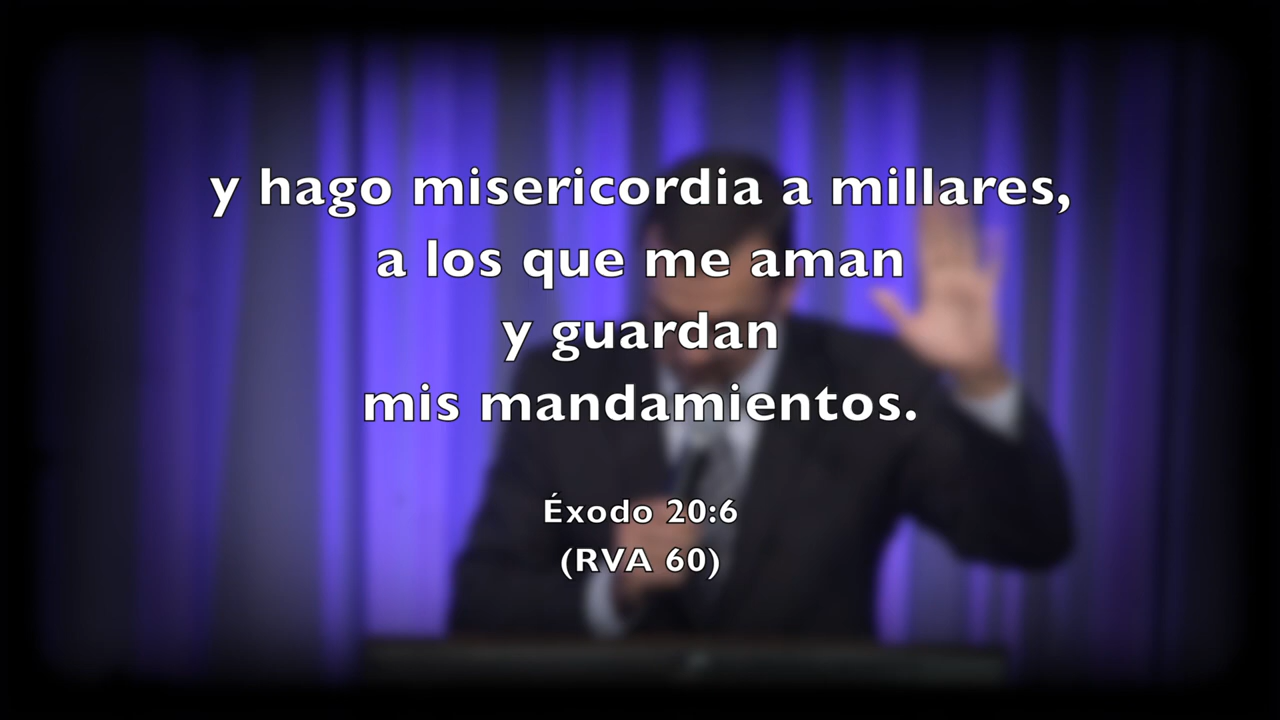 y hago misericordia a millares,
a los que me aman
y guardan
mis mandamientos.
Éxodo 20:6
(RVA 60)